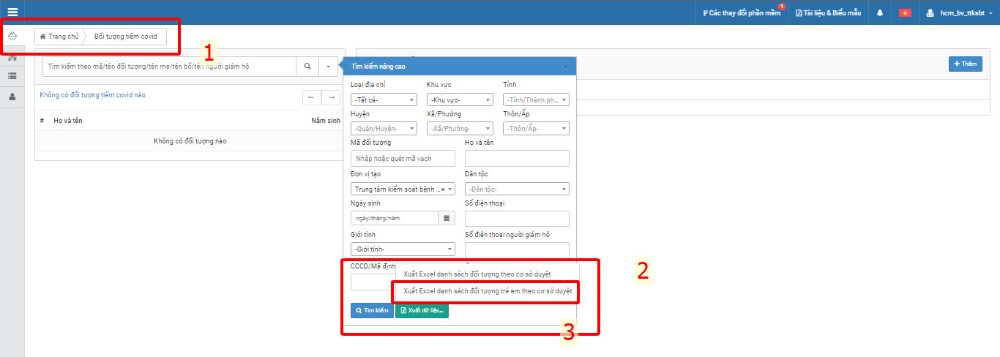 Các thay đổi phần mềm 1 Tài liệu & Biểu mẫu hcm_bv_ttksbt
Trang chủ Đối tượng tiêm covid
1
Tìm kiếm theo mã/tên đối tượng/tên mẹ/tên bố/tên người giám hộ
Không có đối tượng tiêm covid nào
# Họ và tên Năm sinh
Không có đối tượng nào
Thêm
Tìm kiếm nâng cao ×
Loại địa chỉ Khu vực Tỉnh
-Tất cả- -Khu vực- -Tỉnh/Thành ph...
Huyện Xã/Phường Thôn/Ấp
-Quận/Huyện- -Xã/Phường- -Thôn/Ấp-
Mã đối tượng Họ và tên
Nhập hoặc quét mã vạch
Đơn vị tạo Dân tộc
Trung tâm kiểm soát bệnh ...× -Dân tộc-
Ngày sinh Số điện thoại
ngày/tháng/năm
Giới tính Số điện thoại người giám hộ
-Giới tính-
CCCD/Mã định
Xuất Excel danh sách đối tượng theo cơ sở duyệt
Xuất Excel danh sách đối tượng trẻ em theo cơ sở duyệt
Tìm kiếm Xuất dữ liệu
2
3